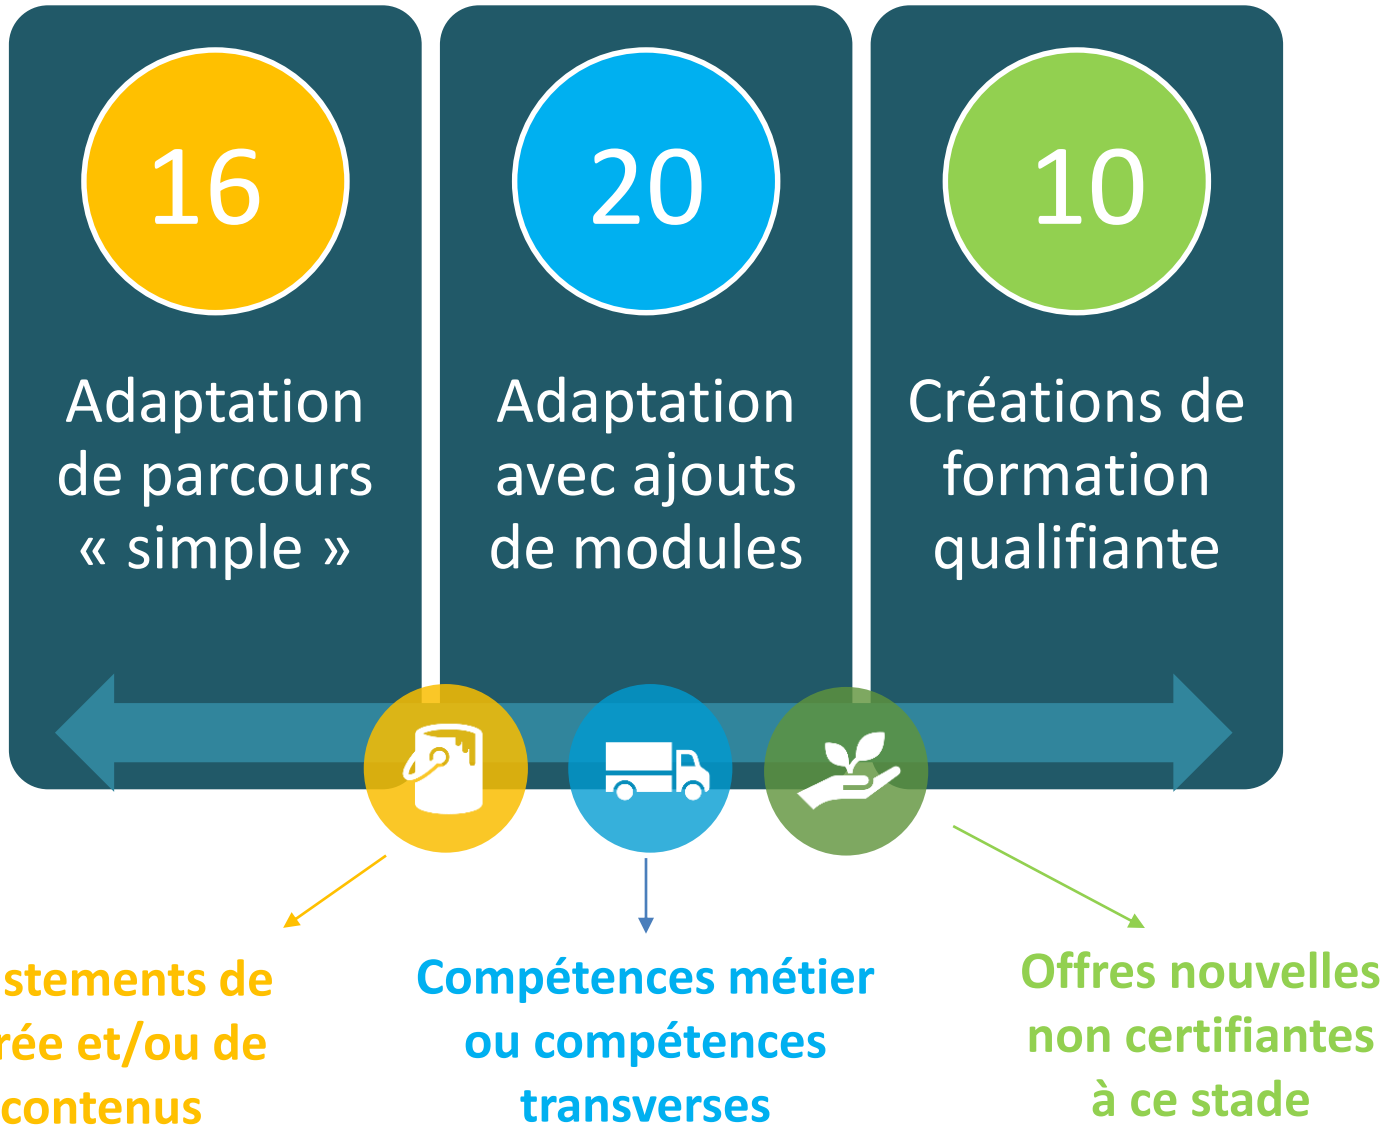 16
Adaptation
de parcours
« simple »
20
Adaptation
avec ajouts
de modules
10
Créations de
formation
qualifiante
stements de
rée et/ou de
contenus
Compétences métier
ou compétences
transverses
Offres nouvelles
non certifiantes
à ce stade